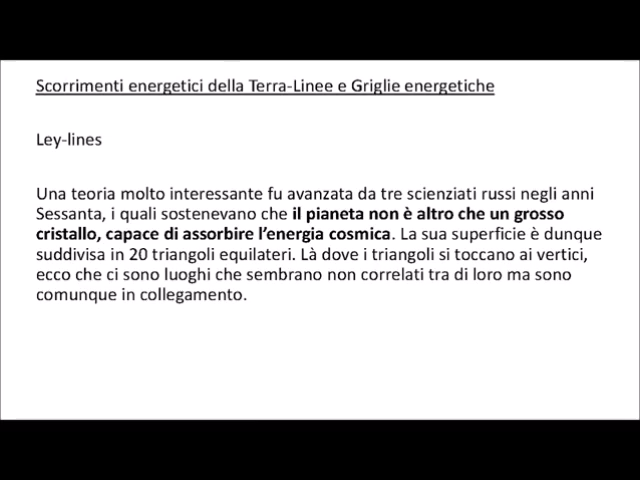 Scorrimenti energetici della Terra-Linee e Griglie energetiche
Ley-lines
Una teoria molto interessante fu avanzata da tre scienziati russi negli anni
Sessanta, i quali sostenevano che il pianeta non è altro che un grosso
cristallo, capace di assorbire l’energia cosmica. La sua superficie è dunque
suddivisa in 20 triangoli equilateri. Là dove i triangoli si toccano ai vertici,
ecco che ci sono luoghi che sembrano non correlati tra di loro ma sono
comunque in collegamento.